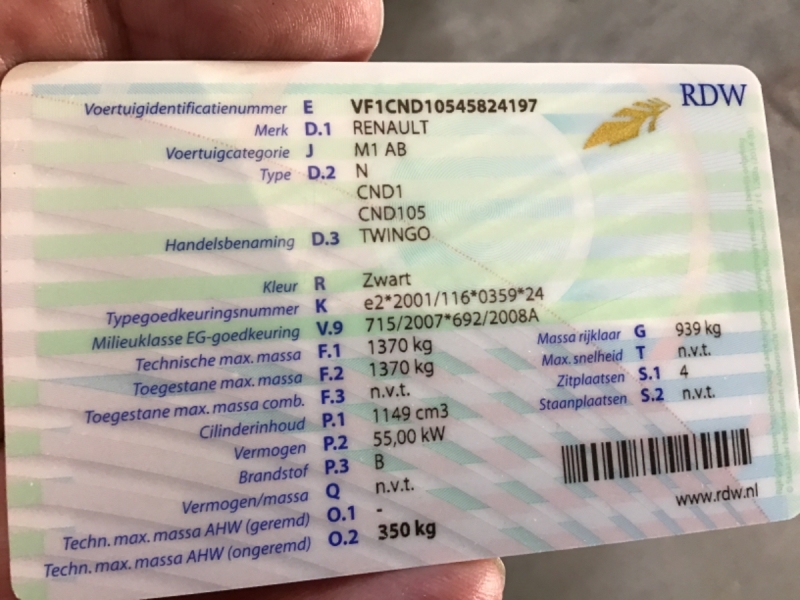 RDW
Voertuigidentificatienummer E VF1CND10545824197
Merk D.1 RENAULT
Voertuigcategorie J M1 AB
Type D.2 N
CND1
CND105
Handelsbenaming D.3 TWINGO
Kleur R Zwart
Typegoedkeuringsnummer K e2*2001/116*0359*24
Milieuklasse EG-goedkeuring V.9 715/2007*692/2008A
Technische max. massa F.1 1370 kg
Toegestane max. massa F.2 1370 kg
Toegestane max. massa comb. F.3 n.v.t.
Cilinderinhoud P.1 1149 cm3
Vermogen P.2 55,00 kW
Brandstof P.3 B
Vermogen/massa Q n.v.t.
Techn. max. massa AHW (geremd) O.1 -
Techn. max. massa AHW (ongeremd) O.2 350 kg
Massa rijklaar G 939 kg
Max. snelheid T n.v.t.
Zitplaatsen S.1 4
Staanplaatsen S.2 n.v.t.
www.rdw.nl